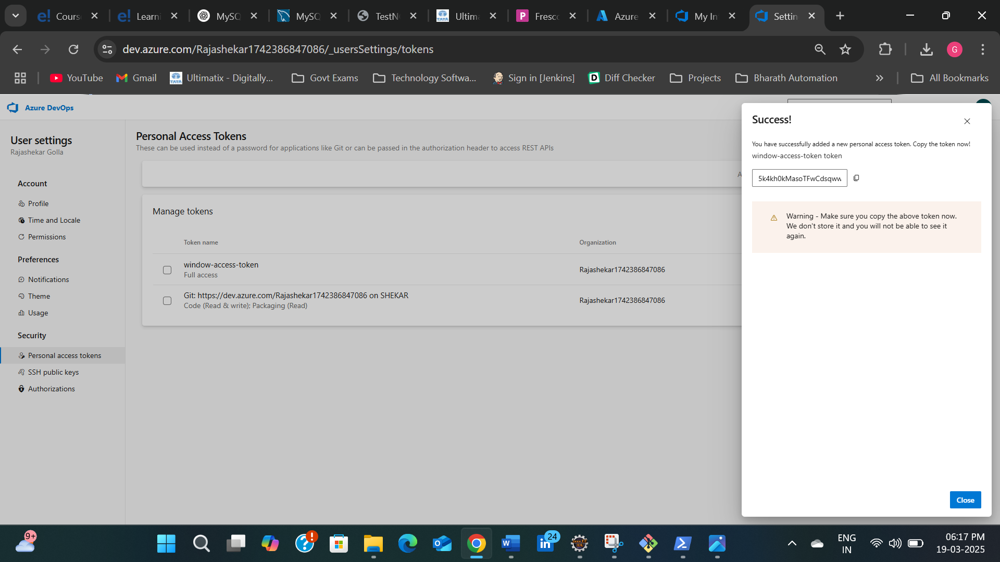 Cours
Learni
MySQ
MySQ
TestN
Ultima
Fresco
Azure
My In
Settin
dev.azure.com/Rajashekar1742386847086/_usersSettings/tokens
G
YouTube
Gmail
Ultimatix - Digitally...
Govt Exams
Technology Softwa...
Sign in [Jenkins]
Diff Checker
Projects
Bharath Automation
All Bookmarks
Azure DevOps
User settings
Rajashekar Golla
Account
Profile
Time and Locale
Permissions
Preferences
Notifications
Theme
Usage
Security
Personal access tokens
SSH public keys
Authorizations
Personal Access Tokens
These can be used instead of a password for applications like Git or can be passed in the authorization header to access REST APIs
Manage tokens
Token name
Organization
window-access-token
Full access
Rajashekar1742386847086
Git: https://dev.azure.com/Rajashekar1742386847086 on SHEKAR
Code (Read & write); Packaging (Read)
Rajashekar1742386847086
Success!
You have successfully added a new personal access token. Copy the token now!
window-access-token token
5k4kh0kMasoTFwCdsqww
Warning - Make sure you copy the above token now.
We don't store it and you will not be able to see it
again.
Close
9+
24
ENG
IN
06:17 PM
19-03-2025